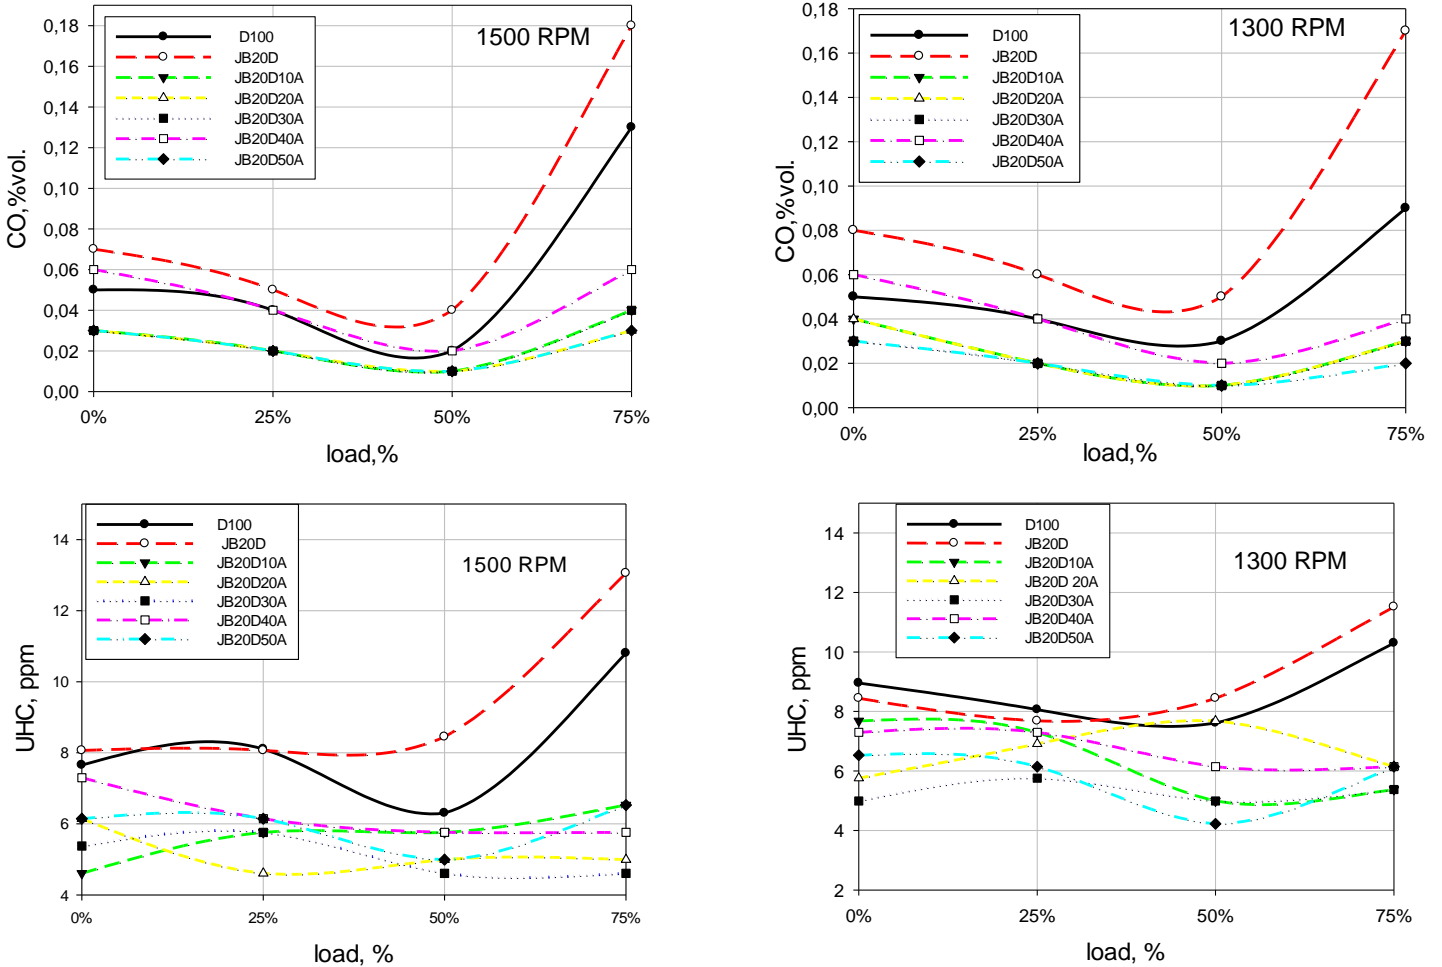 0,18
0,16
0,14
0,12
0,10
0,08
0,06
0,04
0,02
0,00
CO,%vol.
D100
JB20D
JB20D10A
JB20D20A
JB20D30A
JB20D40A
JB20D50A
1500 RPM
0%
25%
50%
75%
load,%
0,18
0,16
0,14
0,12
0,10
0,08
0,06
0,04
0,02
0,00
CO,%vol.
D100
JB20D
JB20D10A
JB20D20A
JB20D30A
JB20D40A
JB20D50A
1300 RPM
0%
25%
50%
75%
load,%
14
12
10
8
6
4
UHC, ppm
D100
JB20D
JB20D10A
JB20D20A
JB20D30A
JB20D40A
JB20D50A
1500 RPM
0%
25%
50%
75%
load, %
14
12
10
8
6
4
2
UHC, ppm
D100
JB20D
JB20D10A
JB20D 20A
JB20D30A
JB20D40A
JB20D50A
1300 RPM
0%
25%
50%
75%
load, %